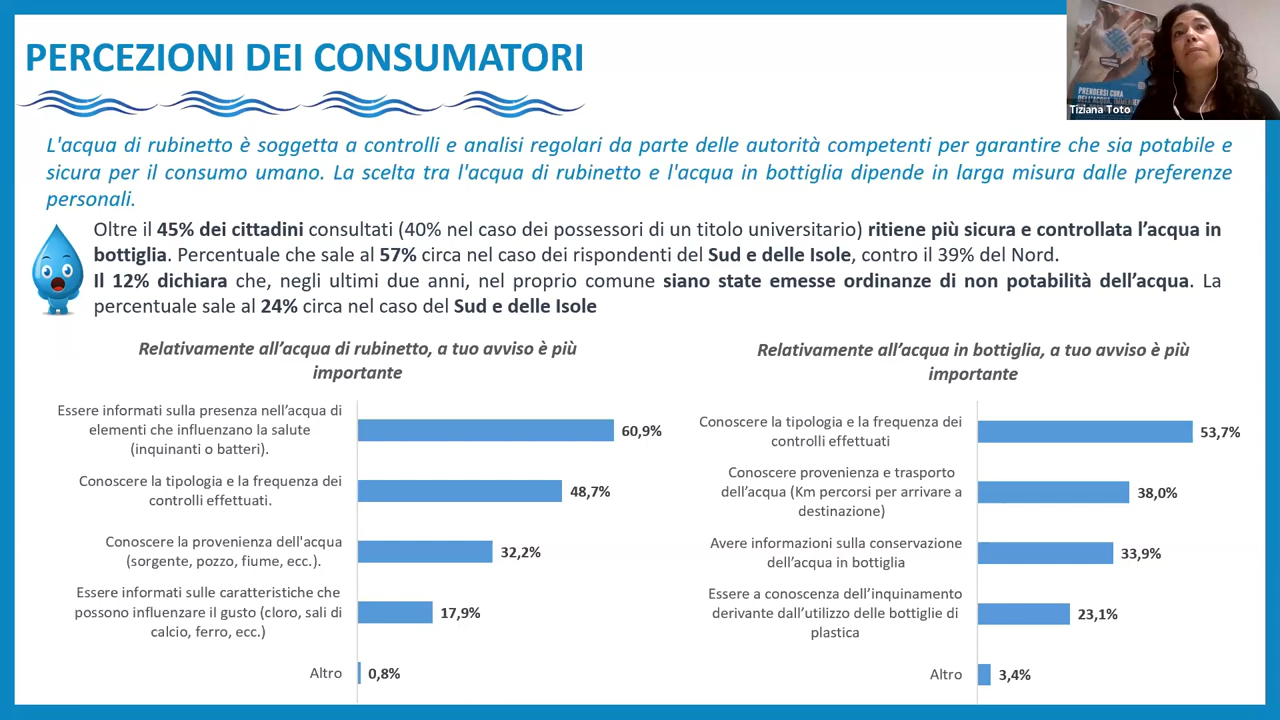 PERCEZIONI DEI CONSUMATORI
PRENDERSI CURA
DELL'ACQUA,
Tiziana Toto
L'acqua di rubinetto è soggetta a controlli e analisi regolari da parte delle autorità competenti per garantire che sia potabile e
sicura per il consumo umano. La scelta tra l'acqua di rubinetto e l'acqua in bottiglia dipende in larga misura dalle preferenze
personali.
Oltre il 45% dei cittadini consultati (40% nel caso dei possessori di un titolo universitario) ritiene più sicura e controllata l’acqua in
bottiglia. Percentuale che sale al 57% circa nel caso dei rispondenti del Sud e delle Isole, contro il 39% del Nord.
Il 12% dichiara che, negli ultimi due anni, nel proprio comune siano state emesse ordinanze di non potabilità dell’acqua. La
percentuale sale al 24% circa nel caso del Sud e delle Isole
Relativamente all’acqua di rubinetto, a tuo avviso è più
importante
Essere informati sulla presenza nell’acqua di
elementi che influenzano la salute
(inquinanti o batteri).
60,9%
Conoscere la tipologia e la frequenza dei
controlli effettuati.
48,7%
Conoscere la provenienza dell'acqua
(sorgente, pozzo, fiume, ecc.).
32,2%
Essere informati sulle caratteristiche che
possono influenzare il gusto (cloro, sali di
calcio, ferro, ecc.)
17,9%
Altro
0,8%
Relativamente all’acqua in bottiglia, a tuo avviso è più
importante
Conoscere la tipologia e la frequenza dei
controlli effettuati
53,7%
Conoscere provenienza e trasporto
dell’acqua (Km percorsi per arrivare a
destinazione)
38,0%
Avere informazioni sulla conservazione
dell’acqua in bottiglia
33,9%
Essere a conoscenza dell’inquinamento
derivante dall’utilizzo delle bottiglie di
plastica
23,1%
Altro
3,4%